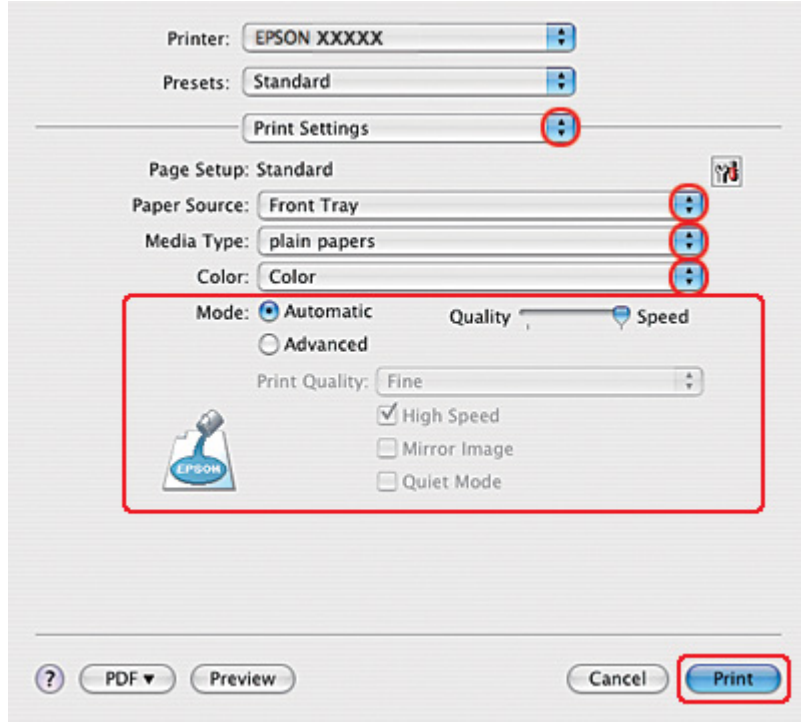 Printer: EPSON XXXXX
Presets: Standard
Print Settings
Page Setup: Standard
Paper Source: Front Tray
Media Type: plain papers
Color: Color
Mode: Automatic Quality Speed
Advanced
Print Quality: Fine
High Speed
EPSON Mirror Image
Quiet Mode
? PDF ▼ Preview Cancel Print